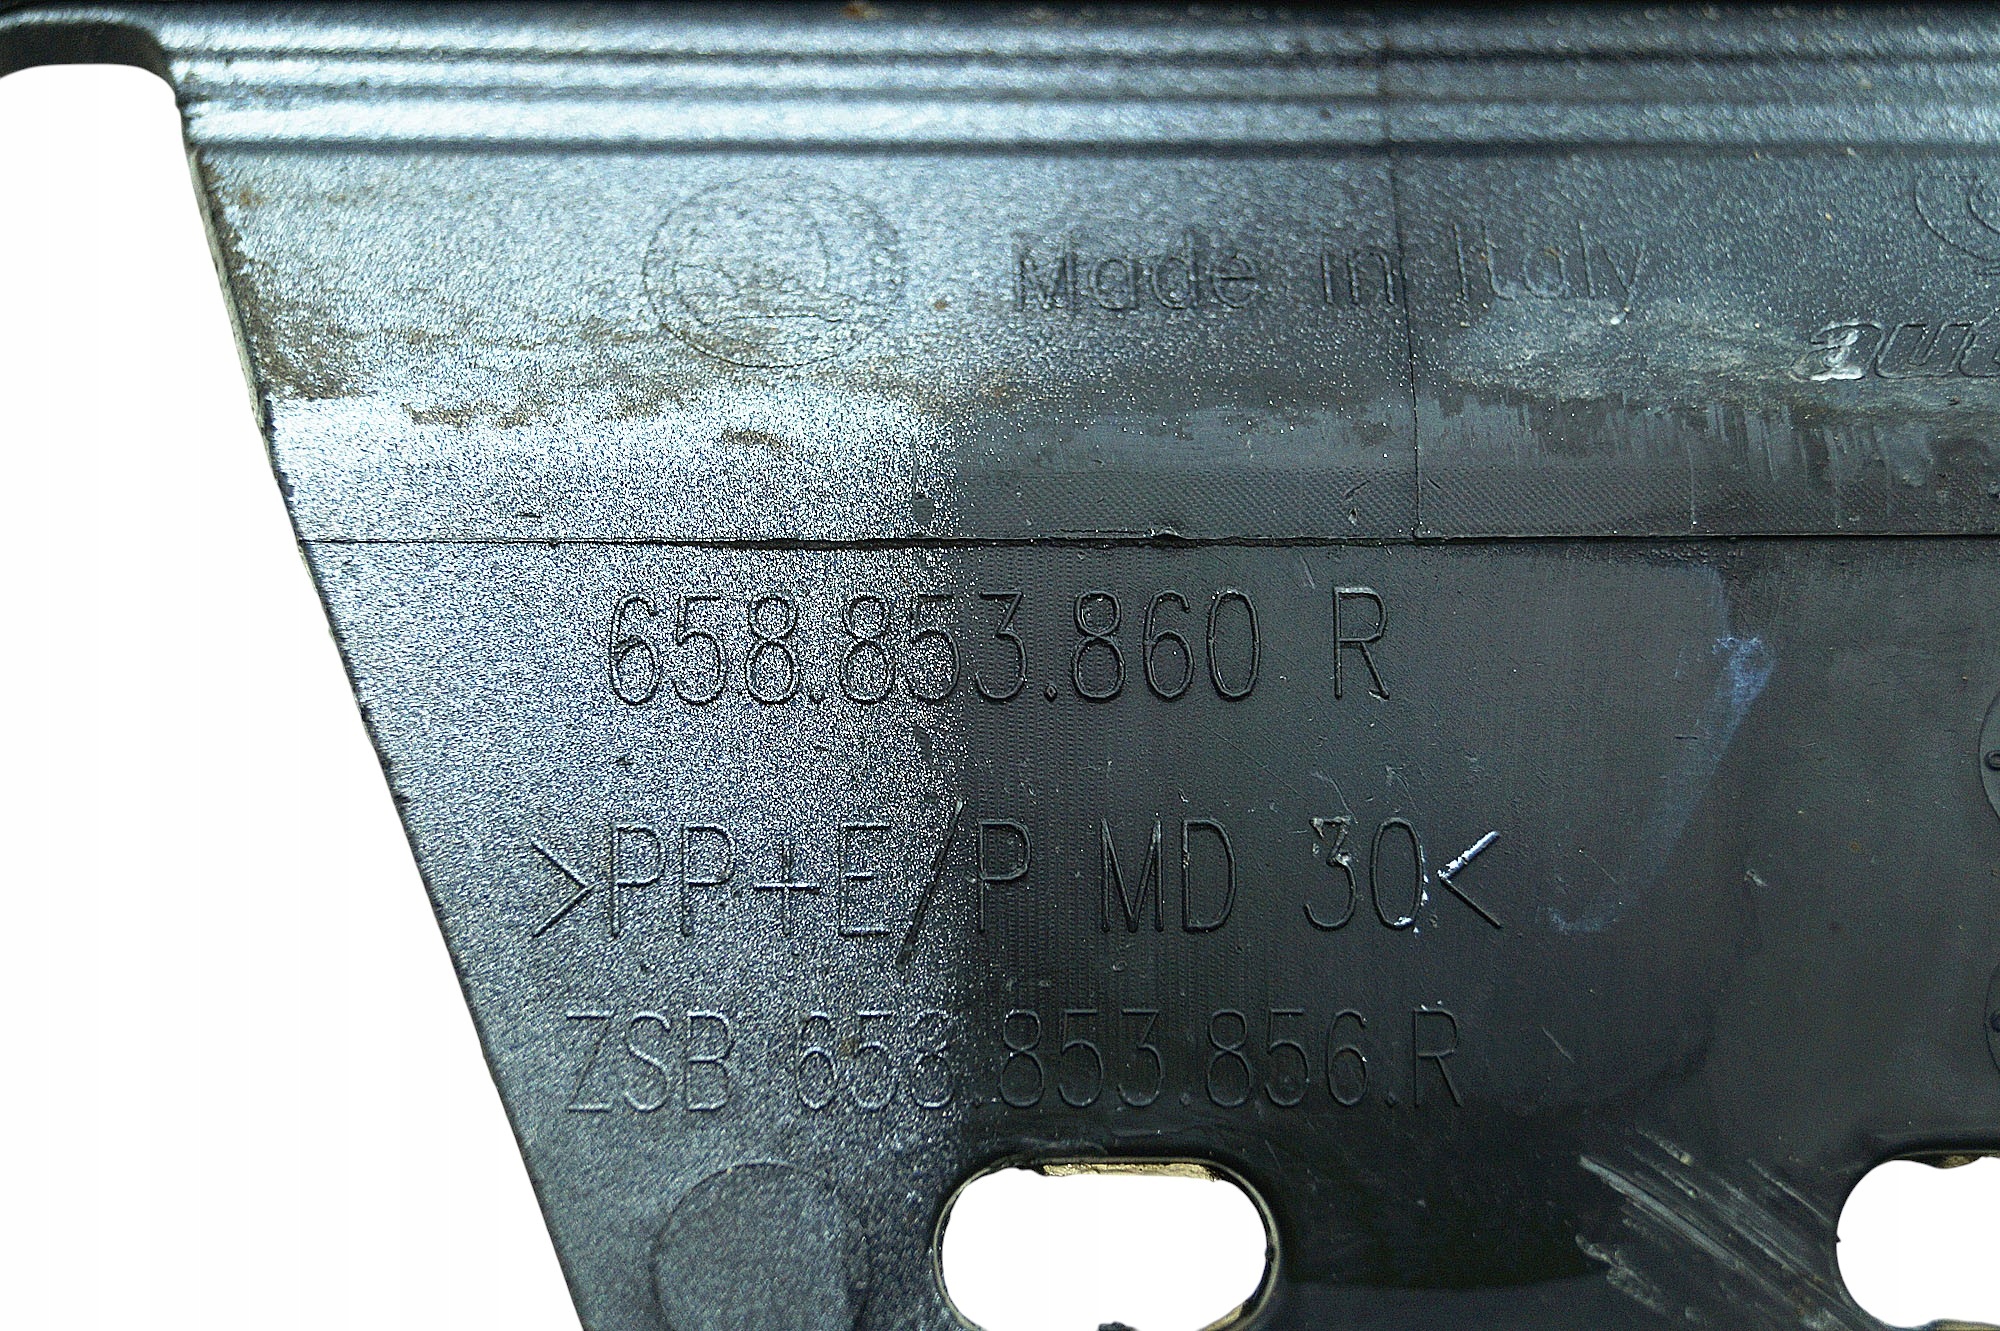 Made in Italy
658.853.860 R
>PP+E/P MD 30<
ZSB 658.853.856.R